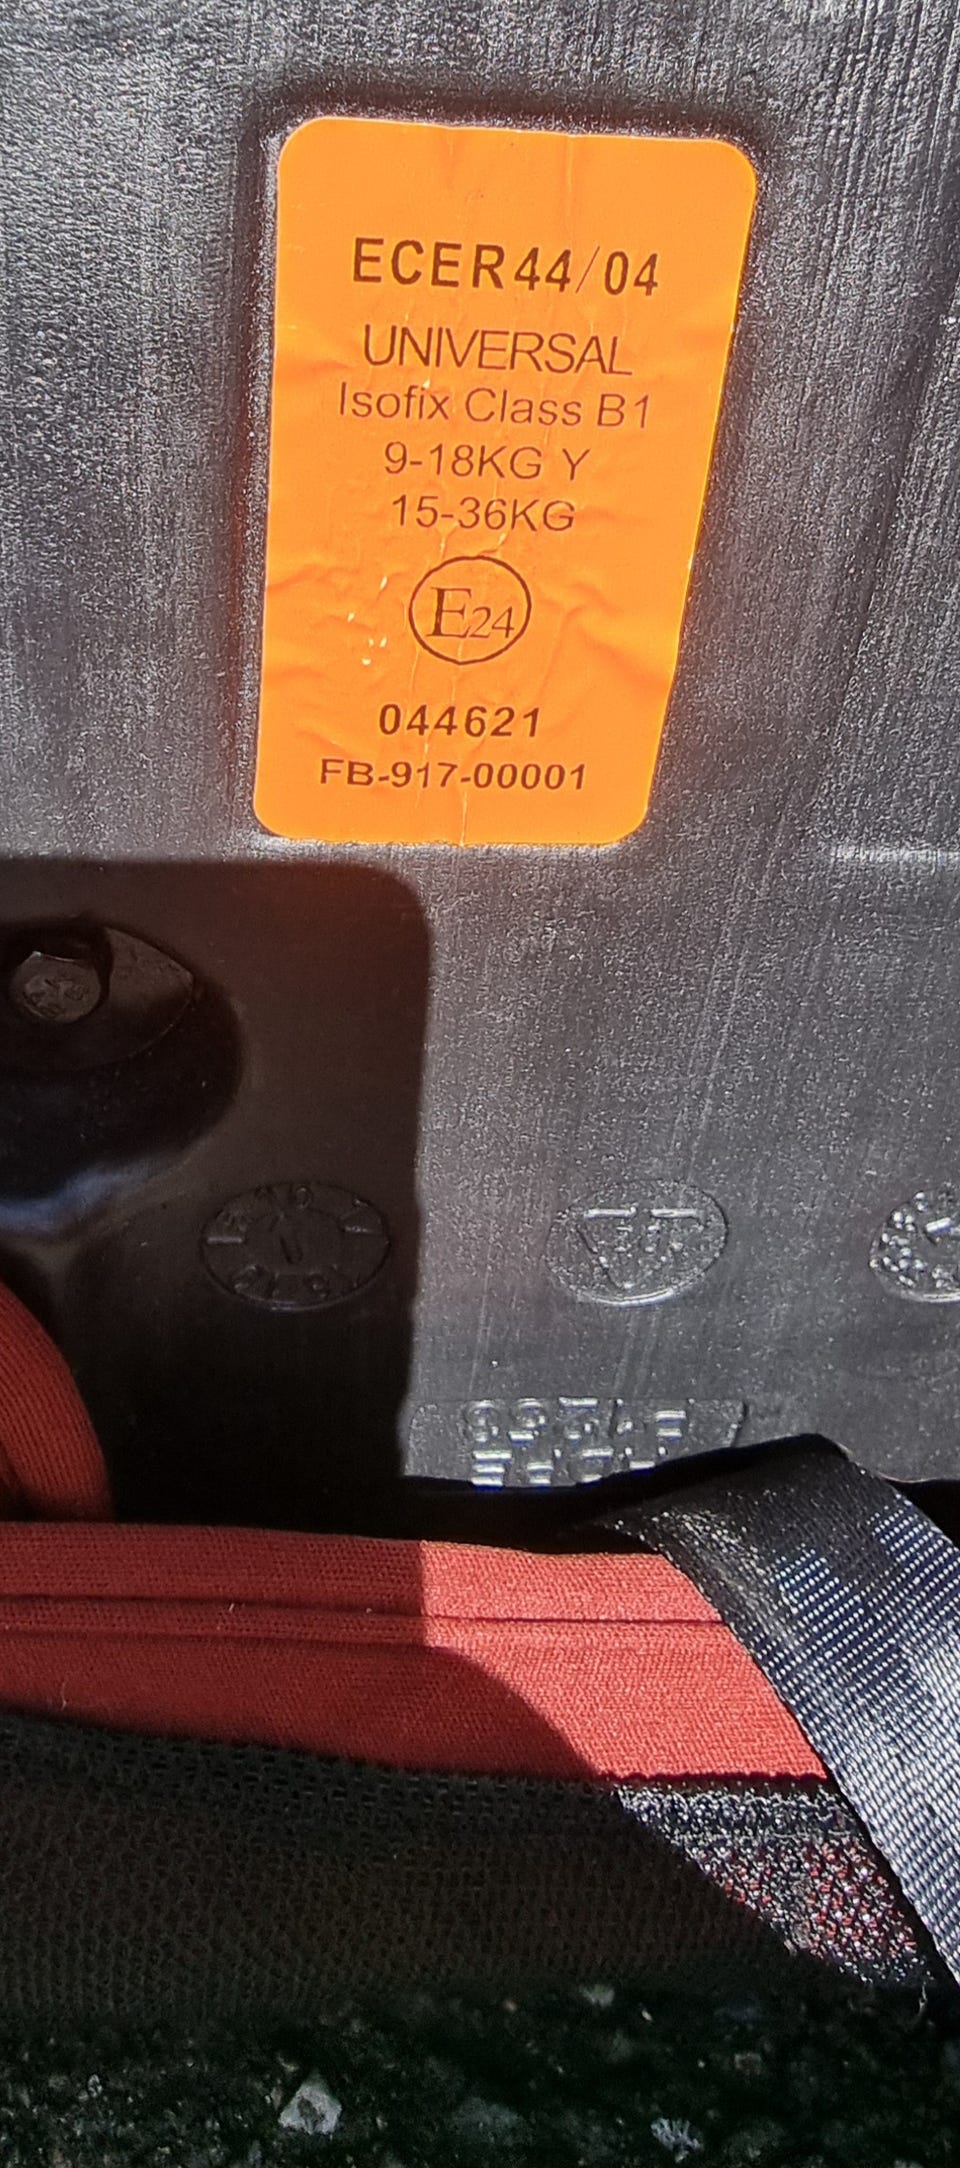 ECER44/04
UNIVERSAL
Isofix Class B1
9-18KG Y
15-36KG
E24
044621
FB-917-00001